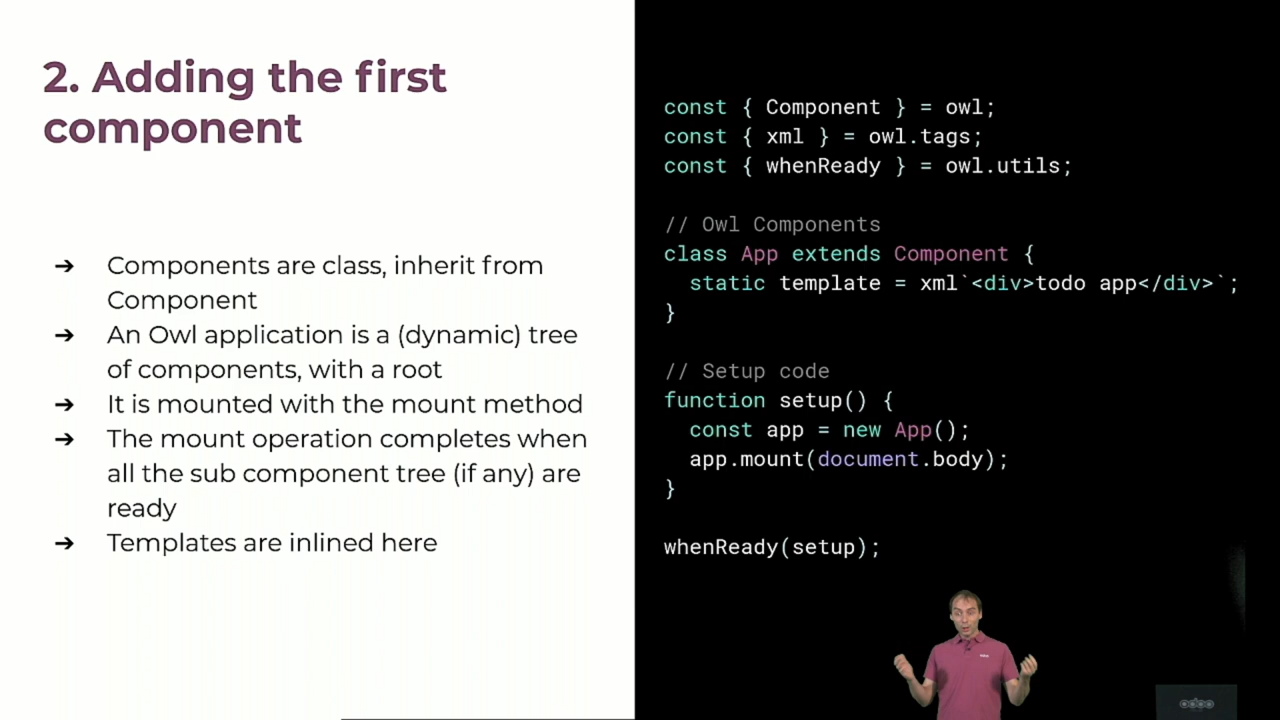 2. Adding the first
component
➔ Components are class, inherit from
Component
➔ An Owl application is a (dynamic) tree
of components, with a root
➔ It is mounted with the mount method
➔ The mount operation completes when
all the sub component tree (if any) are
ready
➔ Templates are inlined here
const { Component } = owl;
const { xml } = owl.tags;
const { whenReady } = owl.utils;
// Owl Components
class App extends Component {
  static template = xml`<div>todo app</div>`;
}
// Setup code
function setup() {
  const app = new App();
  app.mount(document.body);
}
whenReady(setup);
odoo